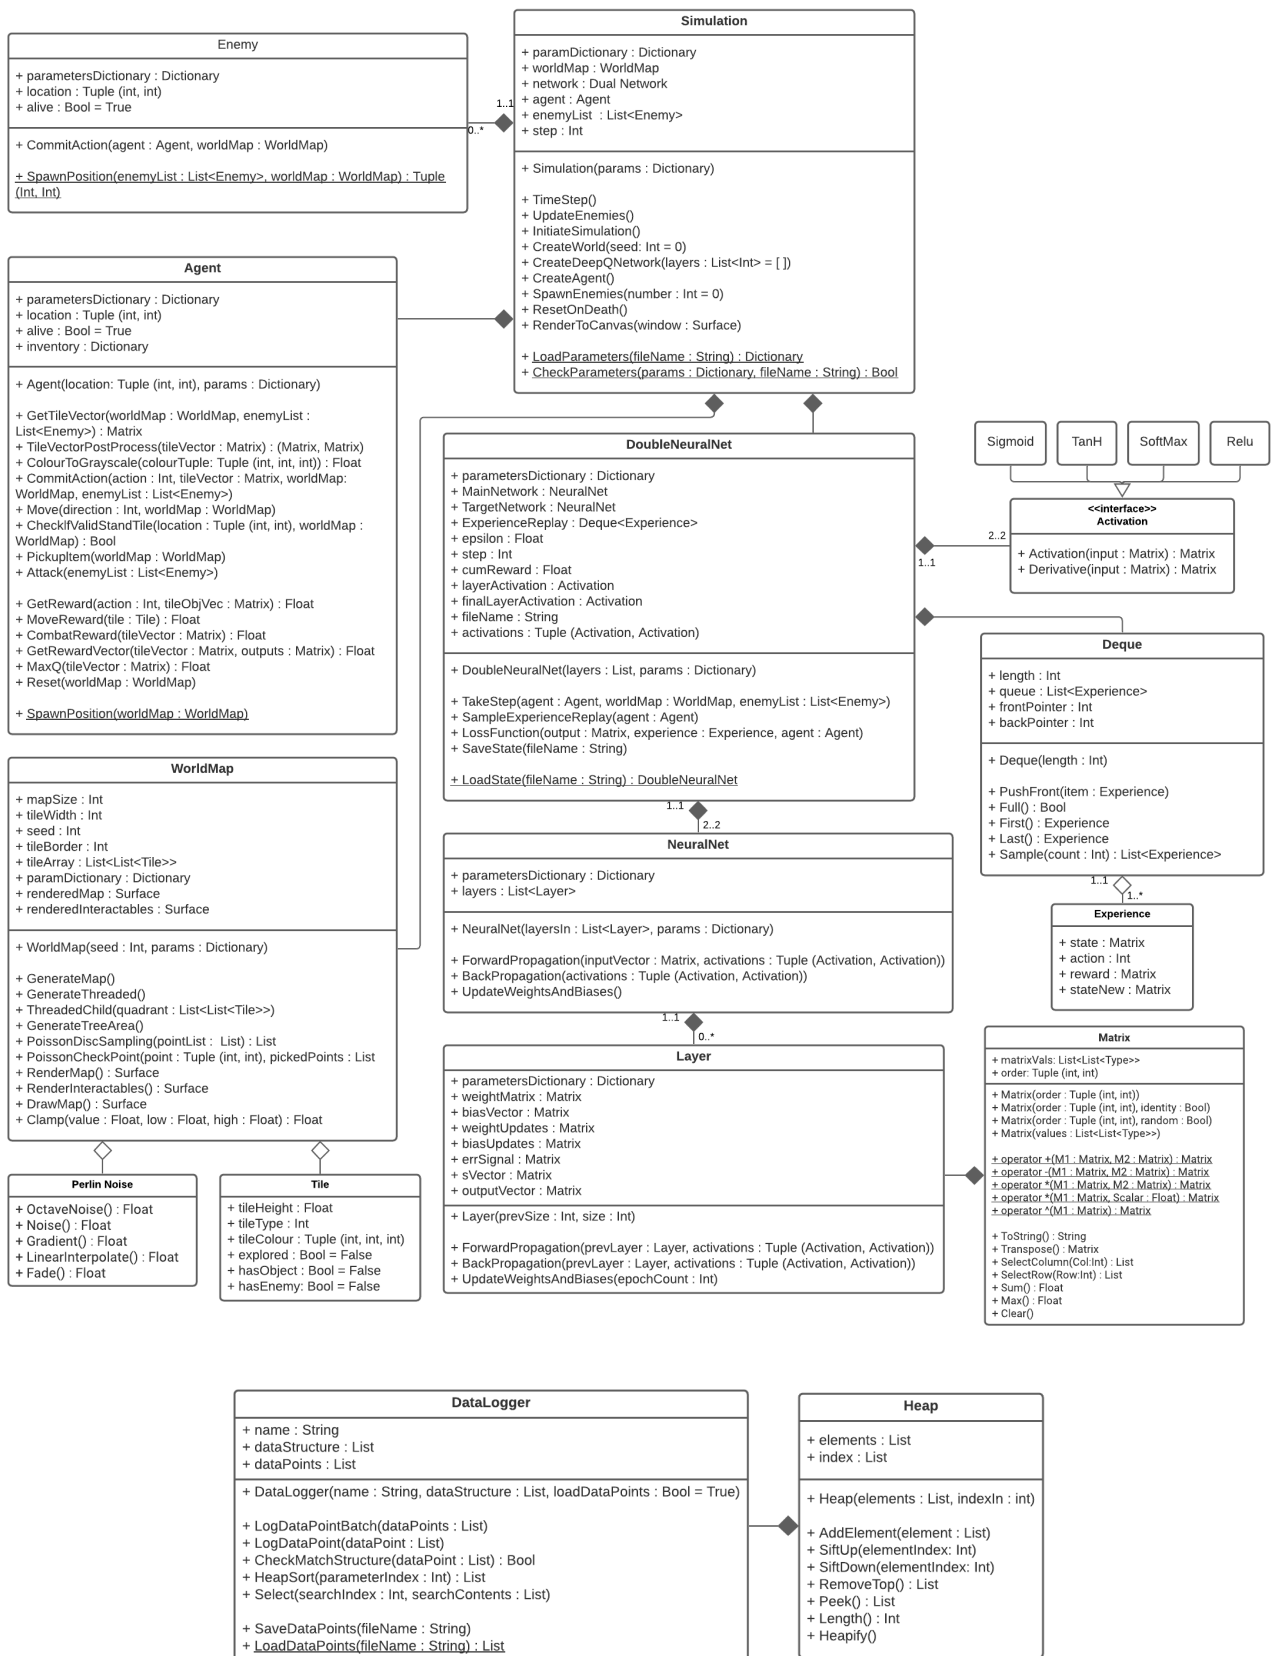 Simulation
+ paramDictionary : Dictionary
+ worldMap : WorldMap
+ network : Dual Network
+ agent : Agent
+ enemyList  : List<Enemy>
+ step : Int
+ Simulation(params : Dictionary)
+ TimeStep()
+ UpdateEnemies()
+ InitiateSimulation()
+ CreateWorld(seed: Int = 0)
+ CreateDeepQNetwork(layers : List<Int> = [ ])
+ CreateAgent()
+ SpawnEnemies(number : Int = 0)
+ ResetOnDeath()
+ RenderToCanvas(window : Surface)
+ LoadParameters(fileName : String) : Dictionary
+ CheckParameters(params : Dictionary, fileName : String) : Bool
Enemy
+ parametersDictionary : Dictionary
+ location : Tuple (int, int)
+ alive : Bool = True
+ CommitAction(agent : Agent, worldMap : WorldMap)
+ SpawnPosition(enemyList : List<Enemy>, worldMap : WorldMap) : Tuple
(Int, Int)
1..1
0..*
Agent
+ parametersDictionary : Dictionary
+ location : Tuple (int, int)
+ alive : Bool = True
+ inventory : Dictionary
+ Agent(location: Tuple (int, int), params : Dictionary)
+ GetTileVector(worldMap : WorldMap, enemyList :
List<Enemy>) : Matrix
+ TileVectorPostProcess(tileVector : Matrix) : (Matrix, Matrix)
+ ColourToGrayscale(colourTuple: Tuple (int, int, int)) : Float
+ CommitAction(action : Int, tileVector : Matrix, worldMap:
WorldMap, enemyList : List<Enemy>)
+ Move(direction : Int, worldMap : WorldMap)
+ CheckIfValidStandTile(location : Tuple (int, int), worldMap :
WorldMap) : Bool
+ PickupItem(worldMap : WorldMap)
+ Attack(enemyList : List<Enemy>)
+ GetReward(action : Int, tileObjVec : Matrix) : Float
+ MoveReward(tile : Tile) : Float
+ CombatReward(tileVector : Matrix) : Float
+ GetRewardVector(tileVector : Matrix, outputs : Matrix) : Float
+ MaxQ(tileVector : Matrix) : Float
+ Reset(worldMap : WorldMap)
+ SpawnPosition(worldMap : WorldMap)
DoubleNeuralNet
+ parametersDictionary : Dictionary
+ MainNetwork : NeuralNet
+ TargetNetwork : NeuralNet
+ ExperienceReplay : Deque<Experience>
+ epsilon : Float
+ step : Int
+ cumReward : Float
+ layerActivation : Activation
+ finalLayerActivation : Activation
+ fileName : String
+ activations : Tuple (Activation, Activation)
+ DoubleNeuralNet(layers : List, params : Dictionary)
+ TakeStep(agent : Agent, worldMap : WorldMap, enemyList : List<Enemy>)
+ SampleExperienceReplay(agent : Agent)
+ LossFunction(output : Matrix, experience : Experience, agent : Agent)
+ SaveState(fileName : String)
+ LoadState(fileName : String) : DoubleNeuralNet
Sigmoid
TanH
SoftMax
Relu
<<interface>>
Activation
+ Activation(input : Matrix) : Matrix
+ Derivative(input : Matrix) : Matrix
2..2
1..1
Deque
+ length : Int
+ queue : List<Experience>
+ frontPointer : Int
+ backPointer : Int
+ Deque(length : Int)
+ PushFront(item : Experience)
+ Full() : Bool
+ First() : Experience
+ Last() : Experience
+ Sample(count : Int) : List<Experience>
1..1
1..*
Experience
+ state : Matrix
+ action : Int
+ reward : Matrix
+ stateNew : Matrix
WorldMap
+ mapSize : Int
+ tileWidth : Int
+ seed : Int
+ tileBorder : Int
+ tileArray : List<List<Tile>>
+ paramDictionary : Dictionary
+ renderedMap : Surface
+ renderedInteractables : Surface
+ WorldMap(seed : Int, params : Dictionary)
+ GenerateMap()
+ GenerateThreaded()
+ ThreadedChild(quadrant : List<List<Tile>>)
+ GenerateTreeArea()
+ PoissonDiscSampling(pointList :  List) : List
+ PoissonCheckPoint(point : Tuple (int, int), pickedPoints : List
+ RenderMap() : Surface
+ RenderInteractables() : Surface
+ DrawMap() : Surface
+ Clamp(value : Float, low : Float, high : Float) : Float
1..1
2..2
NeuralNet
+ parametersDictionary : Dictionary
+ layers : List<Layer>
+ NeuralNet(layersIn : List<Layer>, params : Dictionary)
+ ForwardPropagation(inputVector : Matrix, activations : Tuple (Activation, Activation))
+ BackPropagation(activations : Tuple (Activation, Activation))
+ UpdateWeightsAndBiases()
1..1
0..*
Layer
+ parametersDictionary : Dictionary
+ weightMatrix : Matrix
+ biasVector : Matrix
+ weightUpdates : Matrix
+ biasUpdates : Matrix
+ errSignal : Matrix
+ sVector : Matrix
+ outputVector : Matrix
+ Layer(prevSize : Int, size : Int)
+ ForwardPropagation(prevLayer : Layer, activations : Tuple (Activation, Activation))
+ BackPropagation(prevLayer : Layer, activations : Tuple (Activation, Activation))
+ UpdateWeightsAndBiases(epochCount : Int)
Matrix
+ matrixVals: List<List<Type>>
+ order: Tuple (int, int)
+ Matrix(order : Tuple (int, int))
+ Matrix(order : Tuple (int, int), identity : Bool)
+ Matrix(order : Tuple (int, int), random : Bool)
+ Matrix(values : List<List<Type>>)
+ operator +(M1 : Matrix, M2 : Matrix) : Matrix
+ operator -(M1 : Matrix, M2 : Matrix) : Matrix
+ operator *(M1 : Matrix, M2 : Matrix) : Matrix
+ operator *(M1 : Matrix, Scalar : Float) : Matrix
+ operator ^(M1 : Matrix) : Matrix
+ ToString() : String
+ Transpose() : Matrix
+ SelectColumn(Col:Int) : List
+ SelectRow(Row:Int) : List
+ Sum() : Float
+ Max() : Float
+ Clear()
Perlin Noise
+ OctaveNoise() : Float
+ Noise() : Float
+ Gradient() : Float
+ LinearInterpolate() : Float
+ Fade() : Float
Tile
+ tileHeight : Float
+ tileType : Int
+ tileColour : Tuple (int, int, int)
+ explored : Bool = False
+ hasObject : Bool = False
+ hasEnemy: Bool = False
DataLogger
+ name : String
+ dataStructure : List
+ dataPoints : List
+ DataLogger(name : String, dataStructure : List, loadDataPoints : Bool = True)
+ LogDataPointBatch(dataPoints : List)
+ LogDataPoint(dataPoint : List)
+ CheckMatchStructure(dataPoint : List) : Bool
+ HeapSort(parameterIndex : Int) : List
+ Select(searchIndex : Int, searchContents : List)
+ SaveDataPoints(fileName : String)
+ LoadDataPoints(fileName : String) : List
Heap
+ elements : List
+ index : List
+ Heap(elements : List, indexIn : int)
+ AddElement(element : List)
+ SiftUp(elementIndex: Int)
+ SiftDown(elementIndex: Int)
+ RemoveTop() : List
+ Peek() : List
+ Length() : Int
+ Heapify()